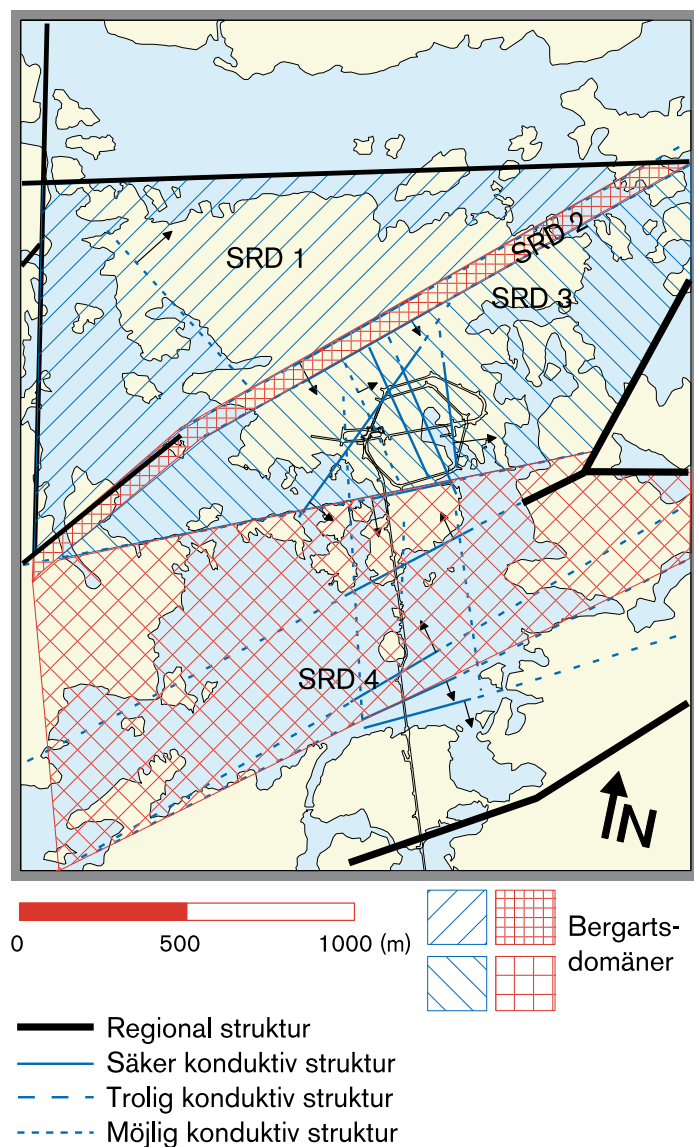 SRD 1
SRD 2
SRD 3
SRD 4
N
0 500 1000 (m)
Bergarts-
domäner
Regional struktur
Säker konduktiv struktur
Trolig konduktiv struktur
Möjlig konduktiv struktur